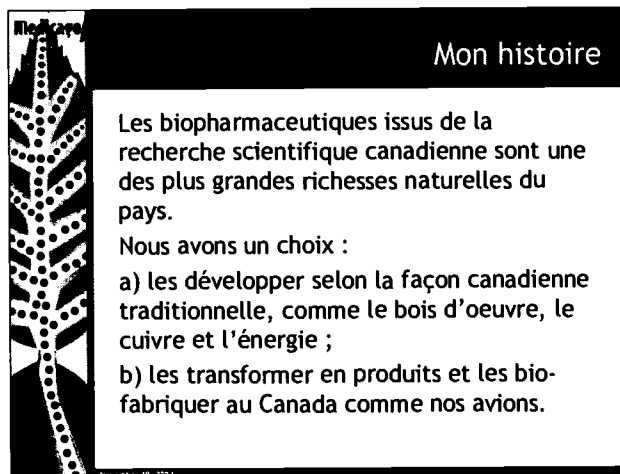 Medicago
Mon histoire
Les biopharmaceutiques issus de la
recherche scientifique canadienne sont une
des plus grandes richesses naturelles du
pays.
Nous avons un choix :
a) les développer selon la façon canadienne
traditionnelle, comme le bois d'oeuvre, le
cuivre et l'énergie ;
b) les transformer en produits et les bio-
fabriquer au Canada comme nos avions.